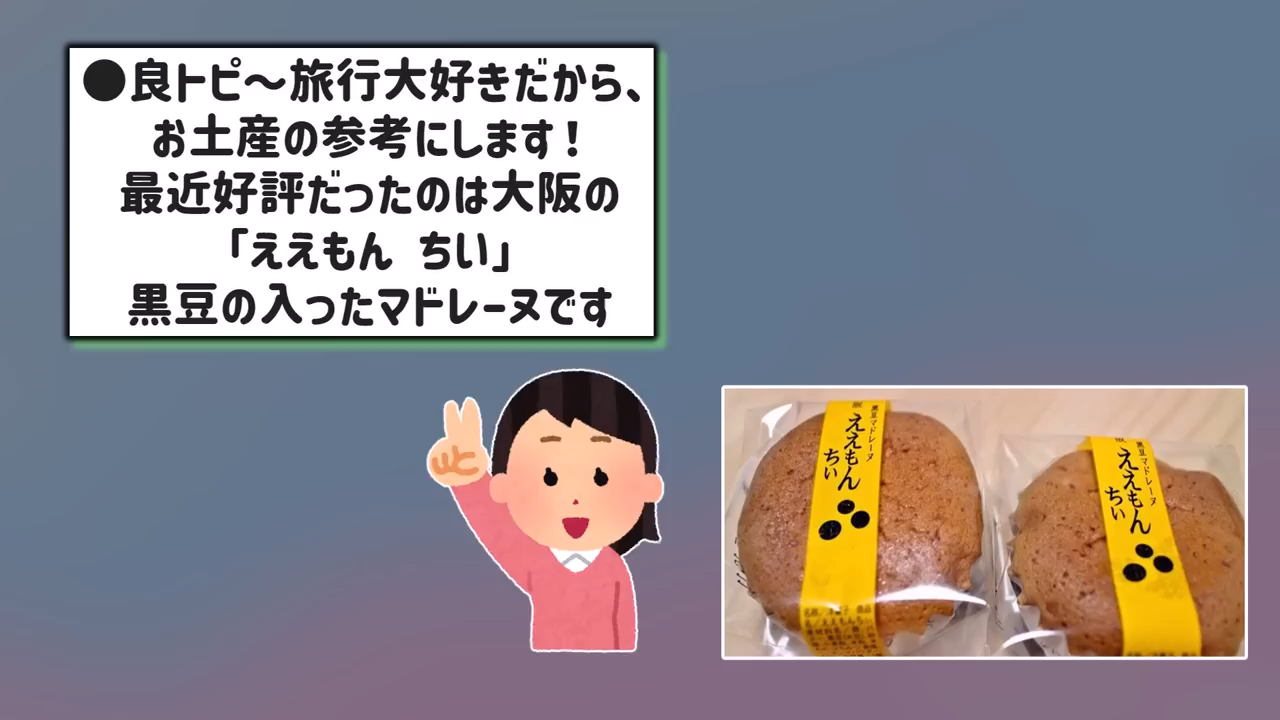 ●良トピ～旅行大好きだから、
お土産の参考にします！
最近好評だったのは大阪の
「ええもん ちい」
黒豆の入ったマドレーヌです
黒豆マドレーヌ
ええもん
ちい
黒豆マドレーヌ
ええもん
ちい